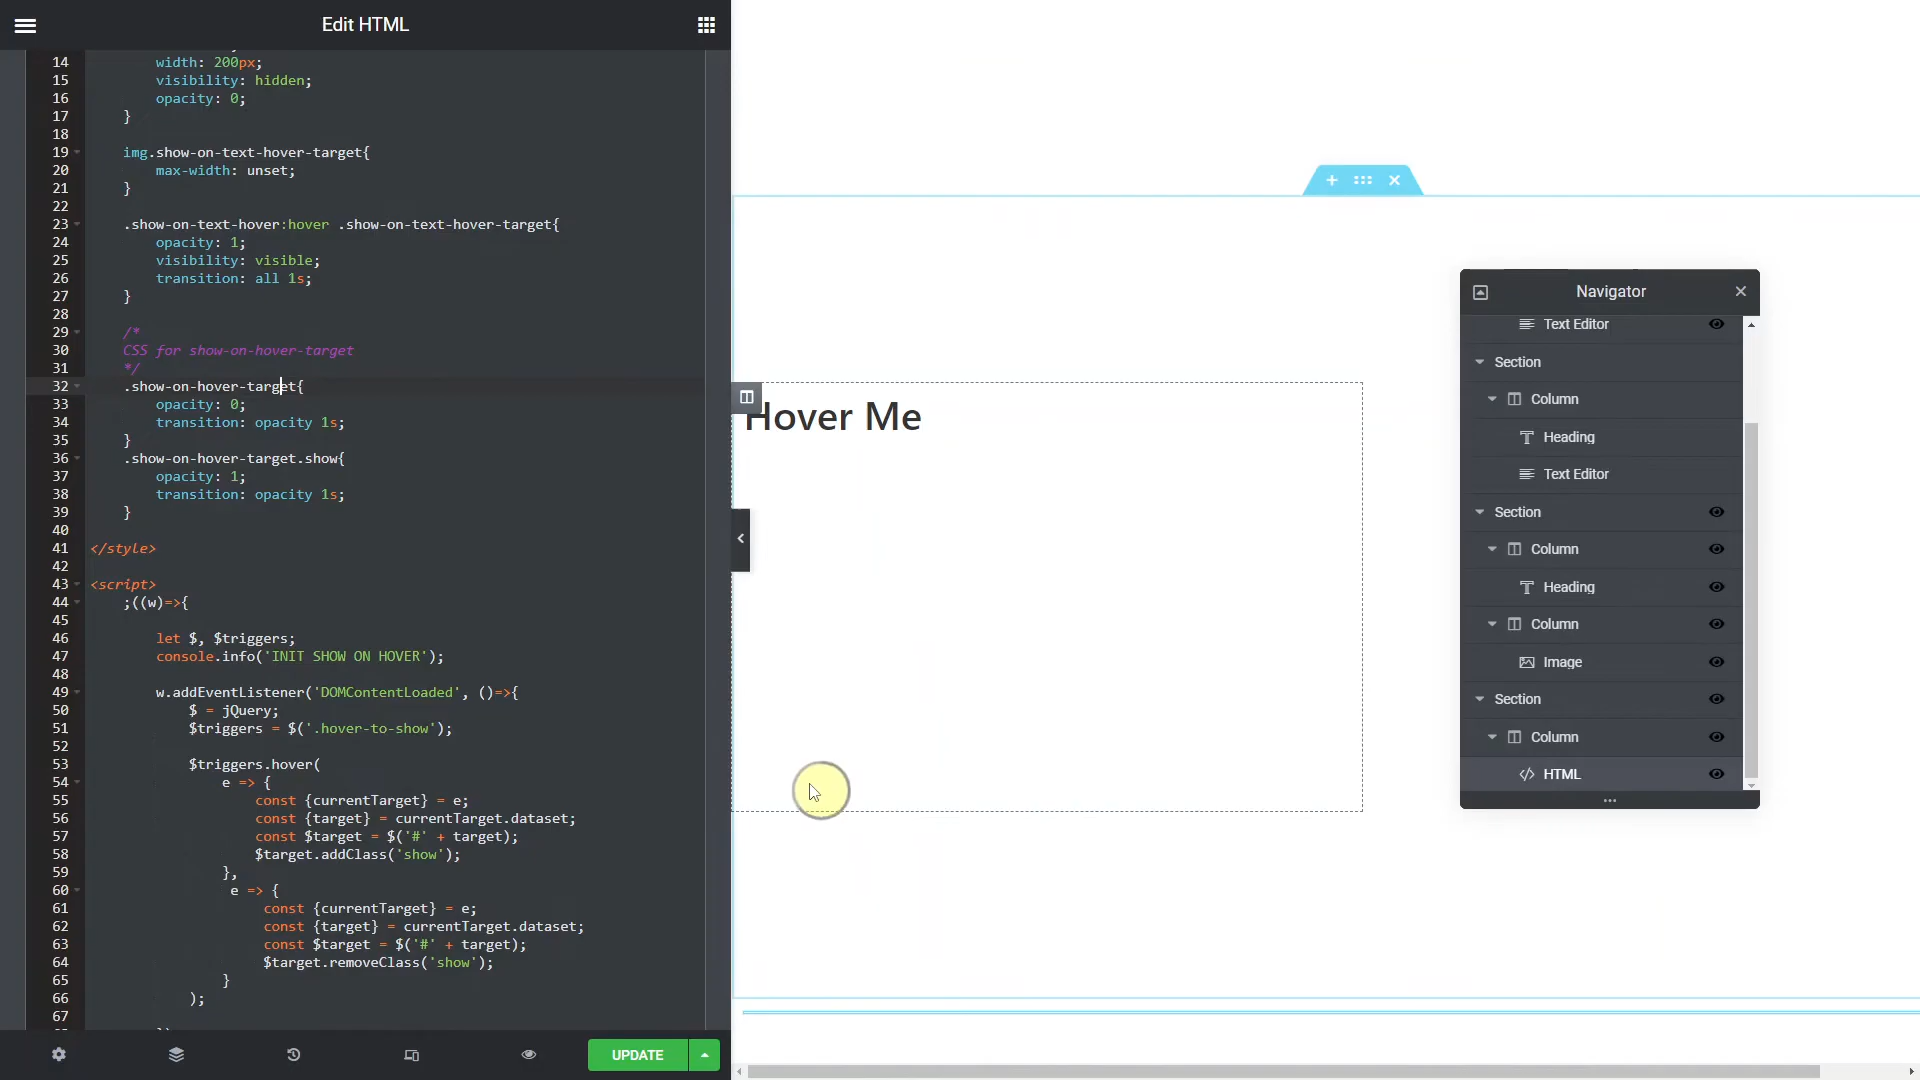 Edit HTML
14 width: 200px;
15 visibility: hidden;
16 opacity: 0;
17 }
18
19 img.show-on-text-hover-target{
20 max-width: unset;
21 }
22
23 .show-on-text-hover:hover .show-on-text-hover-target{
24 opacity: 1;
25 visibility: visible;
26 transition: all 1s;
27 }
28
29 /*
30 CSS for show-on-hover-target
31 */
32 .show-on-hover-target{
33 opacity: 0;
34 transition: opacity 1s;
35 }
36 .show-on-hover-target.show{
37 opacity: 1;
38 transition: opacity 1s;
39 }
40
41 </style>
42
43 <script>
44 ;((w)=>{
45
46 let $, $triggers;
47 console.info('INIT SHOW ON HOVER');
48
49 w.addEventListener('DOMContentLoaded', ()=>{
50 $ = jQuery;
51 $triggers = $('.hover-to-show');
52
53 $triggers.hover(
54 e => {
55 const {currentTarget} = e;
56 const {target} = currentTarget.dataset;
57 const $target = $('#' + target);
58 $target.addClass('show');
59 },
60 e => {
61 const {currentTarget} = e;
62 const {target} = currentTarget.dataset;
63 const $target = $('#' + target);
64 $target.removeClass('show');
65 }
66 );
67
UPDATE
Hover Me
Navigator
Text Editor
Section
Column
Heading
Text Editor
Section
Column
Heading
Column
Image
Section
Column
HTML